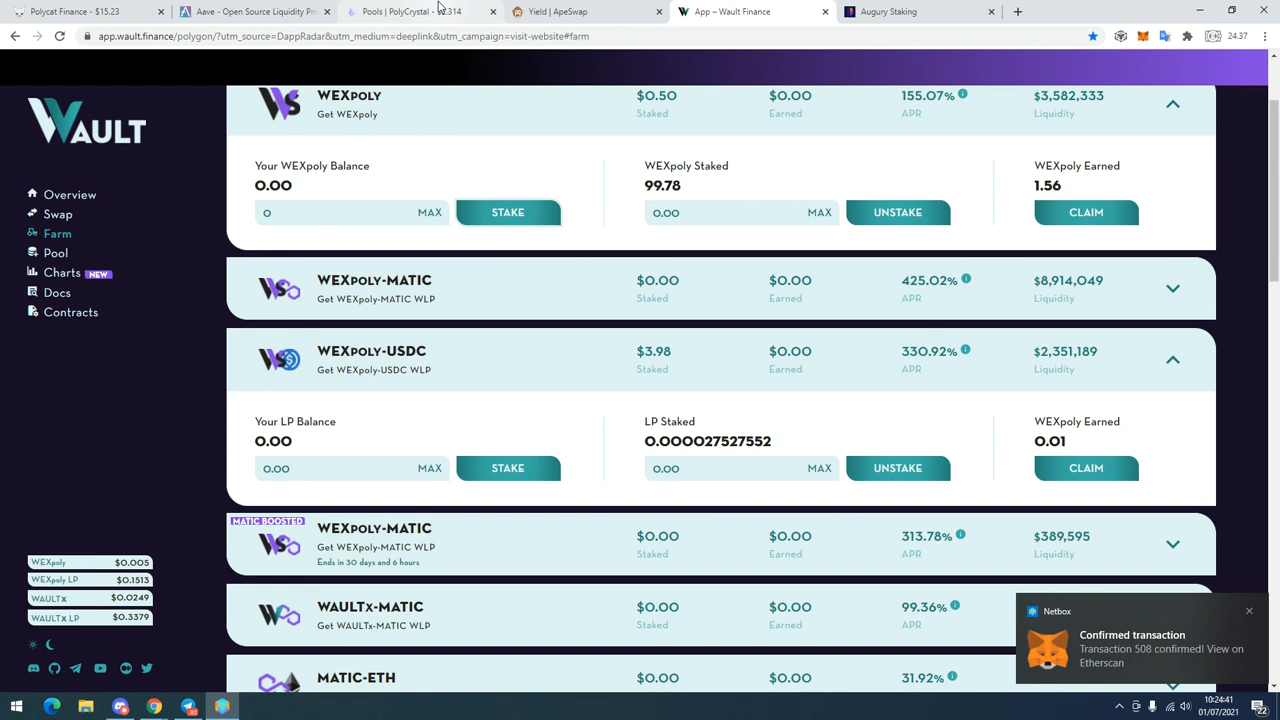 Polycat Finance - $15.23
Aave - Open Source Liquidity Pro
Pools | PolyCrystal -
.314
Yield | ApeSwap
App – Wault Finance
Augury Staking
app.wault.finance/polygon/?utm_source=DappRadar&utm_medium=deeplink&utm_campaign=visit-website#farm
24.37
WAULT
Overview
Swap
Farm
Pool
Charts NEW
Docs
Contracts
WEXpoly $0.005
WEXpoly LP $0.1513
WAULTx $0.0249
WAULTx LP $0.3379
WEXpoly $0.50 $0.00 155.07% $3,582,333
Get WEXpoly Staked Earned APR Liquidity
Your WEXpoly Balance WEXpoly Staked WEXpoly Earned
0.00 99.78 1.56
0 MAX STAKE 0.00 MAX UNSTAKE CLAIM
WEXpoly-MATIC $0.00 $0.00 425.02% $8,914,049
Get WEXpoly-MATIC WLP Staked Earned APR Liquidity
WEXpoly-USDC $3.98 $0.00 330.92% $2,351,189
Get WEXpoly-USDC WLP Staked Earned APR Liquidity
Your LP Balance LP Staked WEXpoly Earned
0.00 0.000027527552 0.01
0.00 MAX STAKE 0.00 MAX UNSTAKE CLAIM
MATIC BOOSTED
WEXpoly-MATIC $0.00 $0.00 313.78% $389,595
Get WEXpoly-MATIC WLP Staked Earned APR Liquidity
Ends in 30 days and 6 hours
WAULTx-MATIC $0.00 $0.00 99.36%
Get WAULTx-MATIC WLP Staked Earned APR
MATIC-ETH $0.00 $0.00 31.92%
Netbox
Confirmed transaction
Transaction 508 confirmed! View on
Etherscan
10:24:41
01/07/2021
22